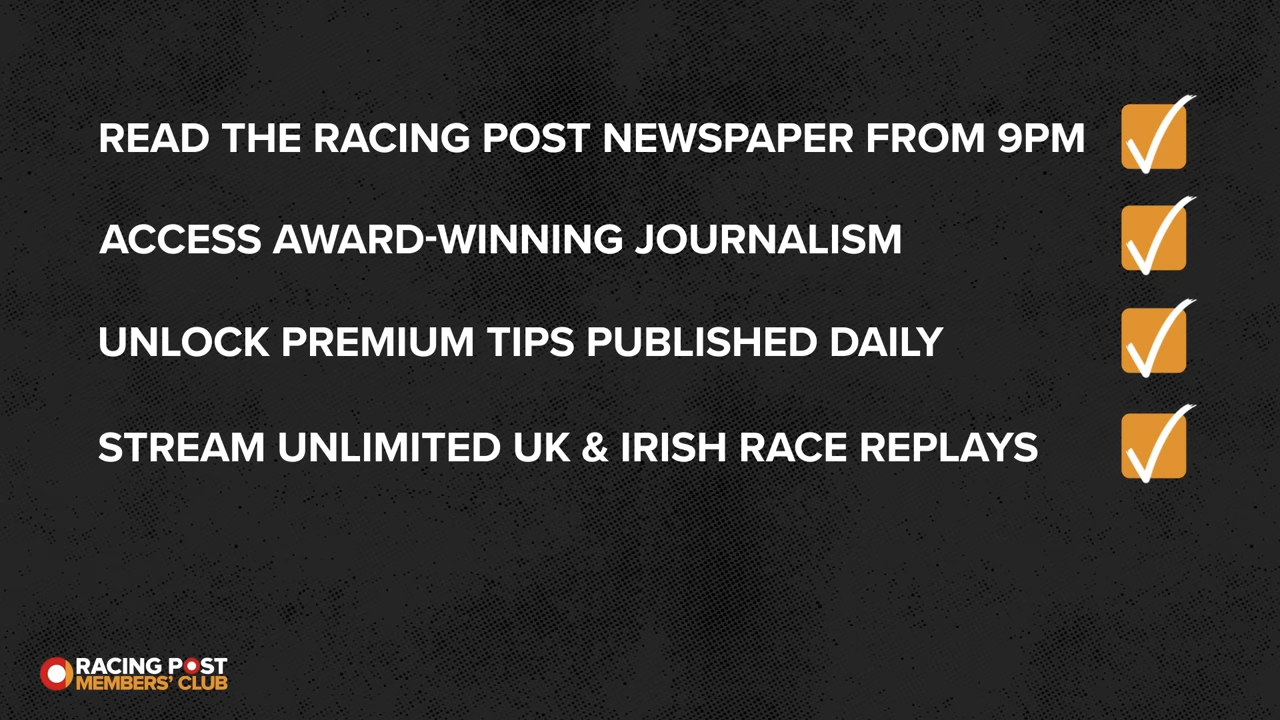 READ THE RACING POST NEWSPAPER FROM 9PM
ACCESS AWARD-WINNING JOURNALISM
UNLOCK PREMIUM TIPS PUBLISHED DAILY
STREAM UNLIMITED UK & IRISH RACE REPLAYS
RACING POST
MEMBERS' CLUB